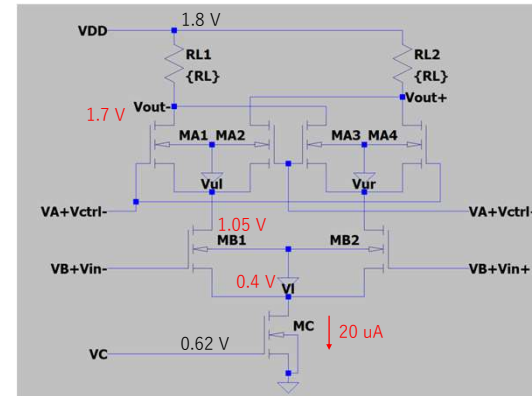 1.8 V
VDD
RL1 RL2
{RL} {RL}
Vout- Vout+
1.7 V
MA1 MA2 MA3 MA4
Vul Vur
VA+Vctrl- VA+Vctrl-
1.05 V
MB1 MB2
VB+Vin- VB+Vin+
0.4 V Vl
MC
20 uA
0.62 V
VC